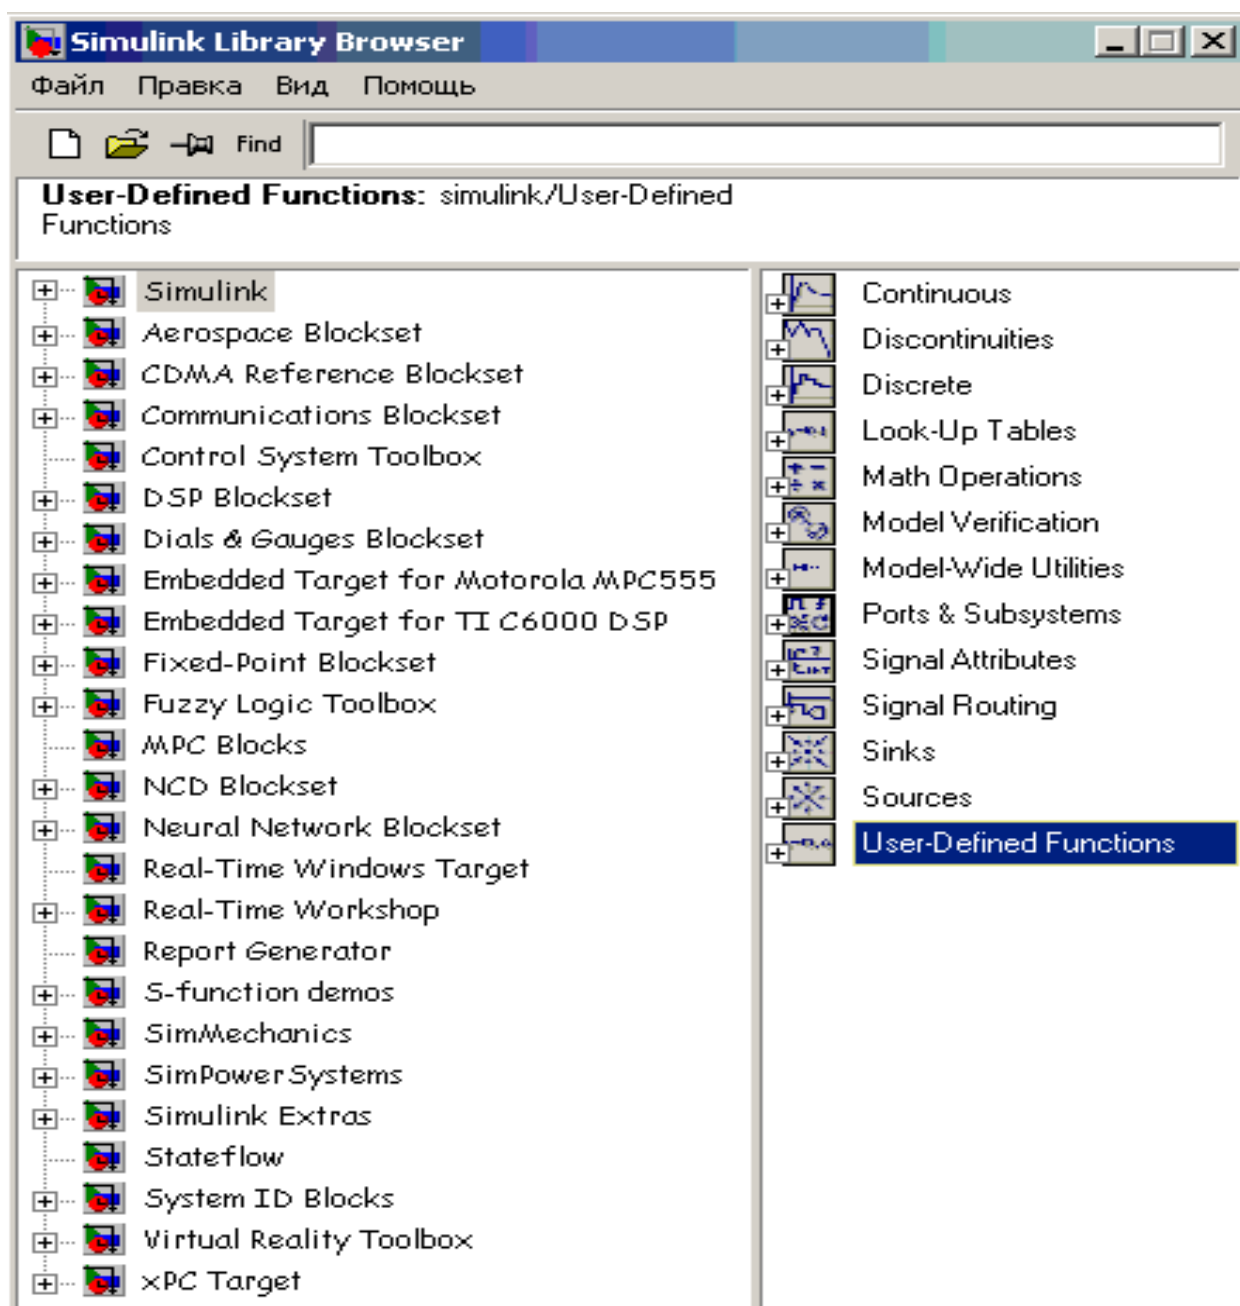 Simulink Library Browser
Файл Правка Вид Помощь
Find
User-Defined Functions: simulink/User-Defined
Functions
Simulink
Aerospace Blockset
CDMA Reference Blockset
Communications Blockset
Control System Toolbox
DSP Blockset
Dials & Gauges Blockset
Embedded Target for Motorola MPC555
Embedded Target for TI C6000 DSP
Fixed-Point Blockset
Fuzzy Logic Toolbox
MPC Blocks
NCD Blockset
Neural Network Blockset
Real-Time Windows Target
Real-Time Workshop
Report Generator
S-function demos
SimMechanics
SimPowerSystems
Simulink Extras
Stateflow
System ID Blocks
Virtual Reality Toolbox
xPC Target
Continuous
Discontinuities
Discrete
Look-Up Tables
Math Operations
Model Verification
Model-Wide Utilities
Ports & Subsystems
Signal Attributes
Signal Routing
Sinks
Sources
User-Defined Functions